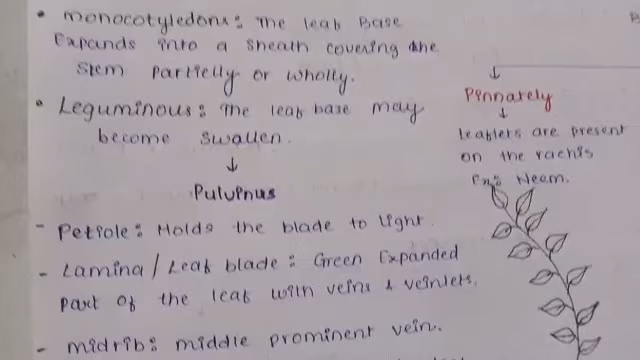 • Monocotyledons: The leaf Base
Expands into a sheath covering the
stem partielly or wholly.
• Leguminous: The leaf base may
become swallen.
↓
Pulvinus
- Petiole: Holds the blade to light.
- Lamina / Leaf blade: Green Expanded
part of the leaf with veins & veinlets.
- Midrib: middle prominent vein.
↓
Pinnately
↓
leaflets are present
on the rachis
Ex: Neem.